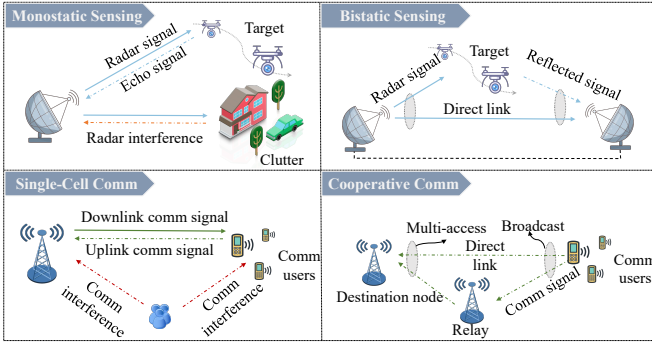 Monostatic Sensing
Target
Radar signal
Echo signal
Radar interference
Clutter
Bistatic Sensing
Target
Radar signal
Reflected signal
Direct link
Single-Cell Comm
Downlink comm signal
Uplink comm signal
Comm
users
Comm
interference
Comm
interference
Cooperative Comm
Multi-access
Broadcast
Direct
link
Comm
users
Comm signal
Destination node
Relay